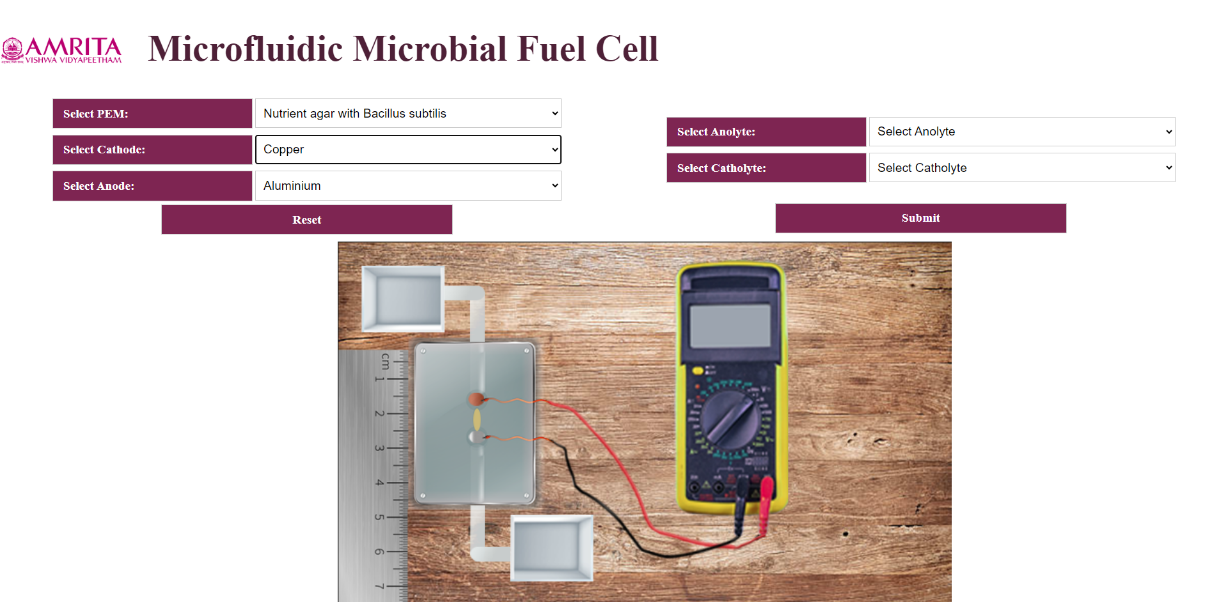 AMRITA
VISHWA VIDYAPEETHAM
Microfluidic Microbial Fuel Cell
Select PEM:
Nutrient agar with Bacillus subtilis
Select Cathode:
Copper
Select Anode:
Aluminium
Reset
Select Anolyte:
Select Anolyte
Select Catholyte:
Select Catholyte
Submit
cm
1
2
3
4
5
6
7